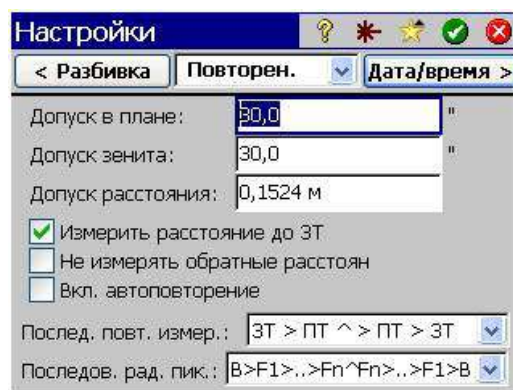 Настройки
< Разбивка Повторен. Дата/время >
Допуск в плане: 30,0 "
Допуск зенита: 30,0 "
Допуск расстояния: 0,1524 м
Измерить расстояние до ЗТ
Не измерять обратные расстоян
Вкл. автоповторение
Послед. повт. измер.: ЗТ > ПТ ^ > ПТ > ЗТ
Последов. рад. пик.: B>F1>..>Fn^Fn>..>F1>B